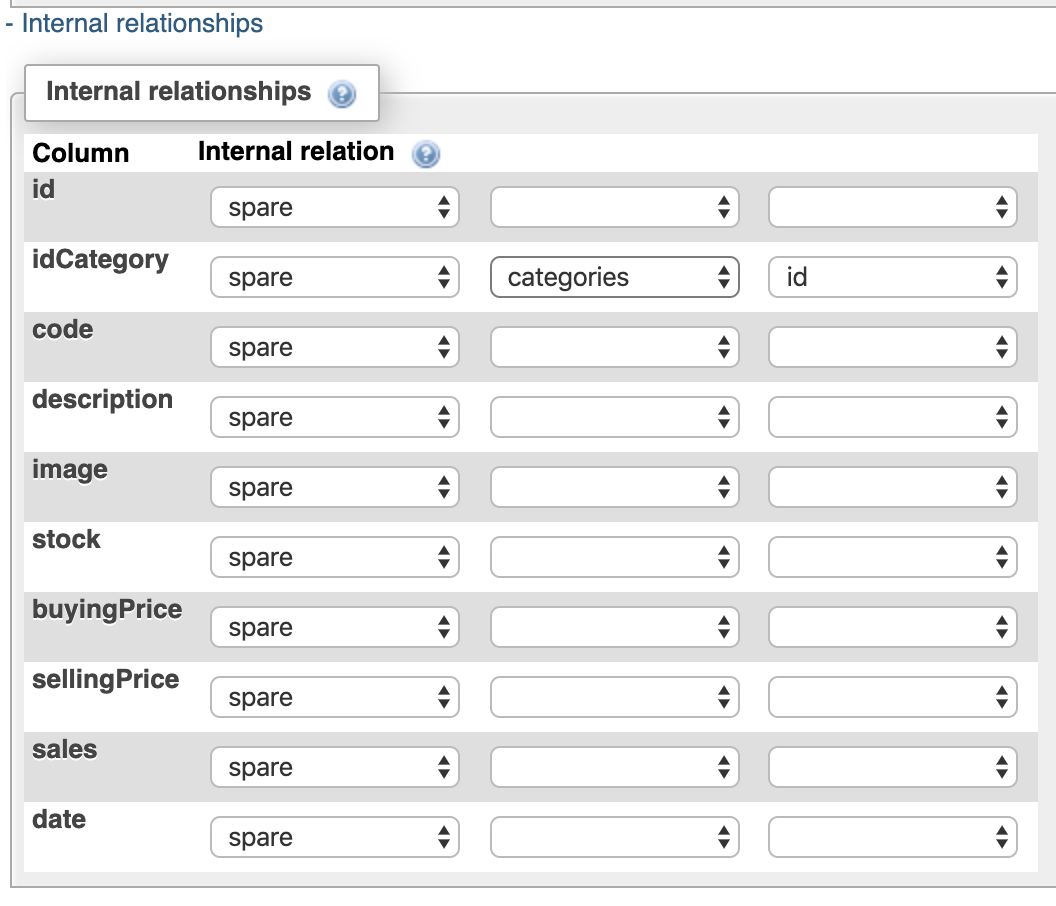 - Internal relationships
Internal relationships
Column Internal relation
id spare
idCategory spare categories id
code spare
description spare
image spare
stock spare
buyingPrice spare
sellingPrice spare
sales spare
date spare